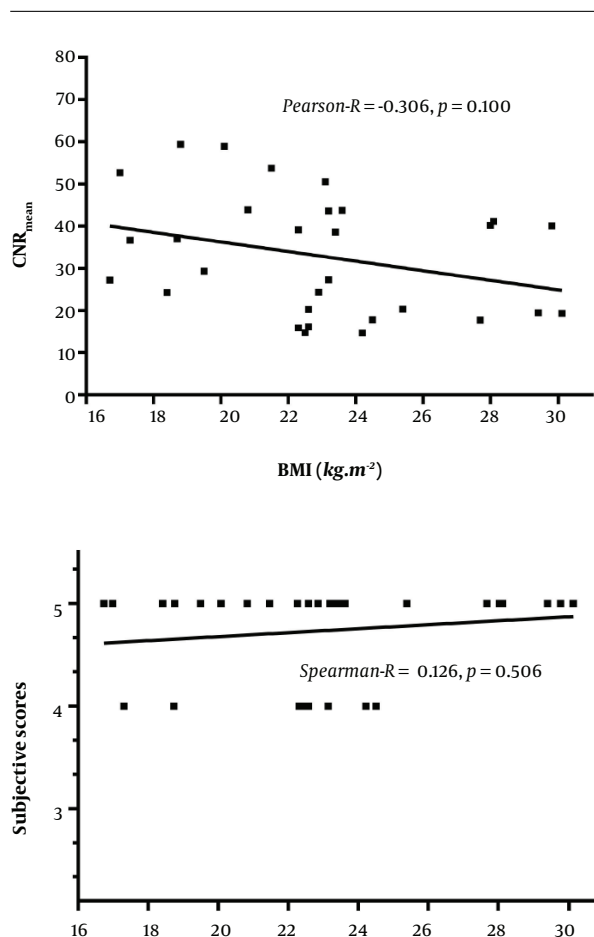 80
70
60
50
40
30
20
10
0
CNRmean
Pearson-R = -0.306, p = 0.100
16 18 20 22 24 26 28 30
BMI (kg.m-2)
5
4
3
Subjective scores
Spearman-R = 0.126, p = 0.506
16 18 20 22 24 26 28 30